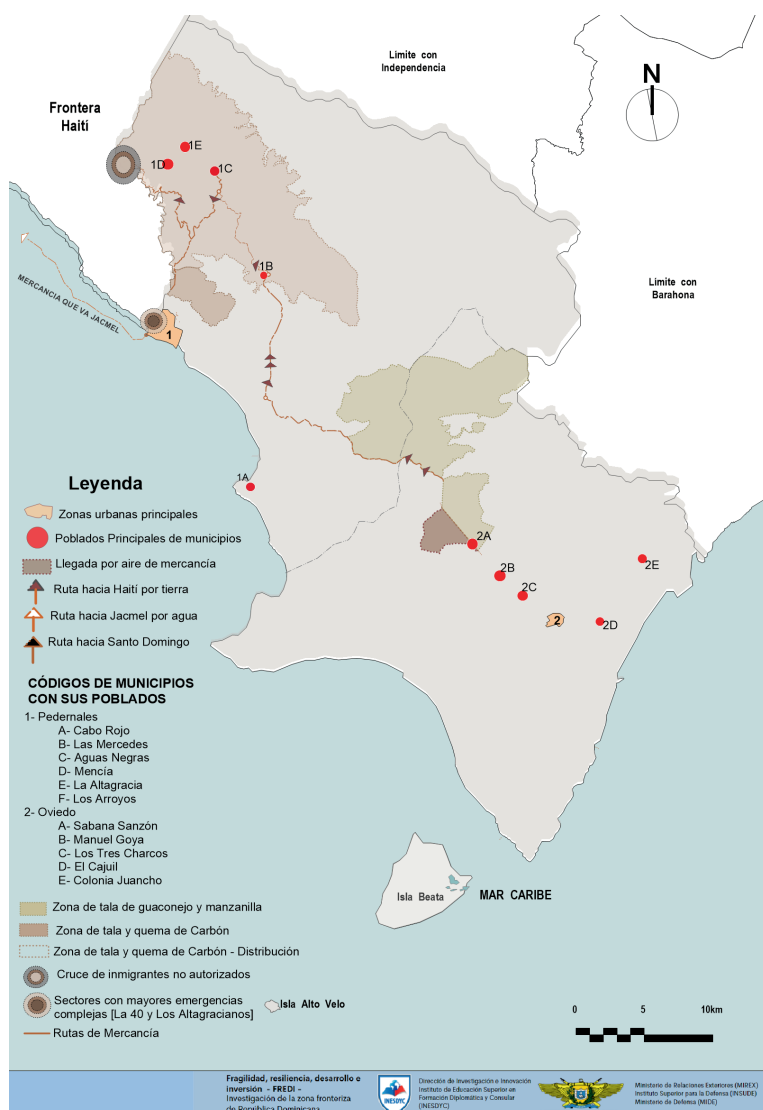 Limite con
Independencia
N
Frontera
Haití
1E
1D
1C
Limite con
Barahona
1B
MERCANCIA QUE VA JACMEL
1
1A
2A
2B
2C
2E
2
2D
Leyenda
Zonas urbanas principales
Poblados Principales de municipios
Llegada por aire de mercancía
Ruta hacia Haití por tierra
Ruta hacia Jacmel por agua
Ruta hacia Santo Domingo
CÓDIGOS DE MUNICIPIOS
CON SUS POBLADOS
1- Pedernales
A- Cabo Rojo
B- Las Mercedes
C- Aguas Negras
D- Mencía
E- La Altagracia
F- Los Arroyos
2- Oviedo
A- Sabana Sanzón
B- Manuel Goya
C- Los Tres Charcos
D- El Cajuil
E- Colonia Juancho
Zona de tala de guaconejo y manzanilla
Zona de tala y quema de Carbón
Zona de tala y quema de Carbón - Distribución
Cruce de inmigrantes no autorizados
Sectores con mayores emergencias
complejas [La 40 y Los Altagracianos]
Rutas de Mercancía
Isla Beata
MAR CARIBE
Isla Alto Velo
0 5 10km
Fragilidad, resiliencia, desarrollo e
inversión - FREDI -
Investigación de la zona fronteriza
de República Dominicana
INESDYC
Dirección de Investigación e Innovación
Instituto de Educación Superior en
Formación Diplomática y Consular
(INESDYC)
Ministerio de Relaciones Exteriores (MIREX)
Instituto Superior para la Defensa (INSUDE)
Ministerio de Defensa (MIDE)